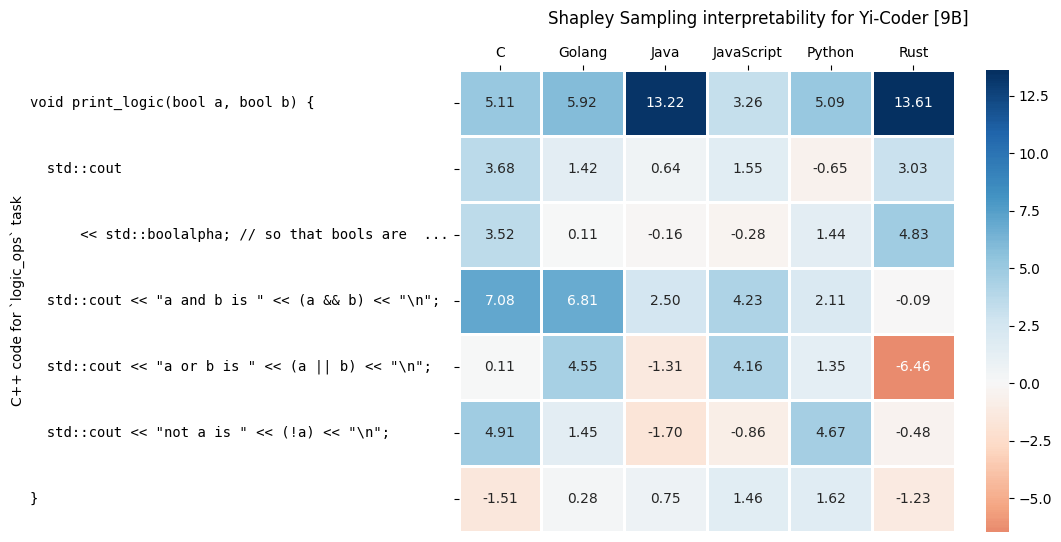 Shapley Sampling interpretability for Yi-Coder [9B]
C Golang Java JavaScript Python Rust
void print_logic(bool a, bool b) { 5.11 5.92 13.22 3.26 5.09 13.61
std::cout 3.68 1.42 0.64 1.55 -0.65 3.03
<< std::boolalpha; // so that bools are  ... 3.52 0.11 -0.16 -0.28 1.44 4.83
std::cout << "a and b is " << (a && b) << "\n"; 7.08 6.81 2.50 4.23 2.11 -0.09
std::cout << "a or b is " << (a || b) << "\n"; 0.11 4.55 -1.31 4.16 1.35 -6.46
std::cout << "not a is " << (!a) << "\n"; 4.91 1.45 -1.70 -0.86 4.67 -0.48
} -1.51 0.28 0.75 1.46 1.62 -1.23
C++ code for `logic_ops` task
12.5
10.0
7.5
5.0
2.5
0.0
−2.5
−5.0